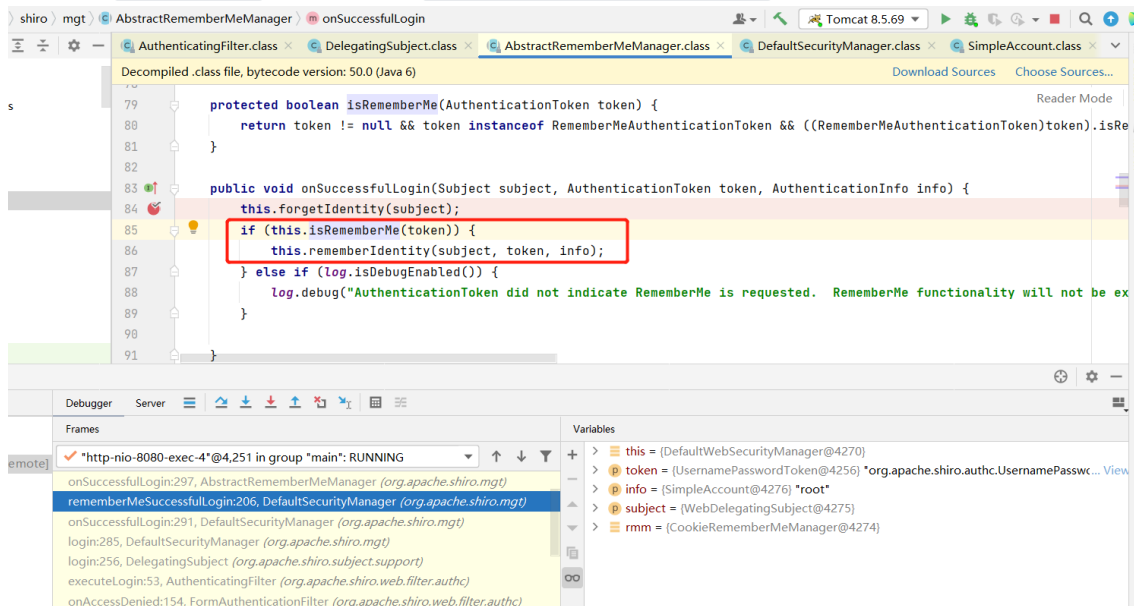 shiro › mgt › AbstractRememberMeManager › onSuccessfulLogin
Tomcat 8.5.69
AuthenticatingFilter.class
DelegatingSubject.class
AbstractRememberMeManager.class
DefaultSecurityManager.class
SimpleAccount.class
Decompiled .class file, bytecode version: 50.0 (Java 6)
Download Sources
Choose Sources...
s
Reader Mode
79 protected boolean isRememberMe(AuthenticationToken token) {
80 return token != null && token instanceof RememberMeAuthenticationToken && ((RememberMeAuthenticationToken)token).isRe
81 }
82
83 public void onSuccessfulLogin(Subject subject, AuthenticationToken token, AuthenticationInfo info) {
84 this.forgetIdentity(subject);
85 if (this.isRememberMe(token)) {
86 this.rememberIdentity(subject, token, info);
87 } else if (log.isDebugEnabled()) {
88 log.debug("AuthenticationToken did not indicate RememberMe is requested.  RememberMe functionality will not be ex
89 }
90
91 }
Debugger
Server
Frames
Variables
emote]
"http-nio-8080-exec-4"@4,251 in group "main": RUNNING
onSuccessfulLogin:297, AbstractRememberMeManager (org.apache.shiro.mgt)
rememberMeSuccessfulLogin:206, DefaultSecurityManager (org.apache.shiro.mgt)
onSuccessfulLogin:291, DefaultSecurityManager (org.apache.shiro.mgt)
login:285, DefaultSecurityManager (org.apache.shiro.mgt)
login:256, DelegatingSubject (org.apache.shiro.subject.support)
executeLogin:53, AuthenticatingFilter (org.apache.shiro.web.filter.authc)
onAccessDenied:154, FormAuthenticationFilter (org.apache.shiro.web.filter.authc)
this = {DefaultWebSecurityManager@4270}
token = {UsernamePasswordToken@4256} "org.apache.shiro.authc.UsernamePasswc... View
info = {SimpleAccount@4276} "root"
subject = {WebDelegatingSubject@4275}
rmm = {CookieRememberMeManager@4274}